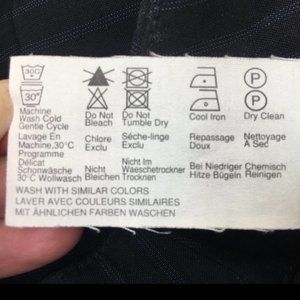 30C
30°
P
P
Machine Wash Cold Gentle Cycle
Do Not Bleach
Do Not Tumble Dry
Cool Iron
Dry Clean
Lavage En Machine,30°C Programme Délicat
Chlore Exclu
Séche-linge Exclu
Repassage Doux
Nettoyage A Sec
Schonwäsche 30°C Wollwasch
Nicht Bleichen
Nicht Im Waeschetrockner Trocknen
Bei Niedriger Hitze Bügeln
Chemisch Reinigen
WASH WITH SIMILAR COLORS
LAVER AVEC COULEURS SIMILAIRES
MIT ÄHNLICHEN FARBEN WASCHEN